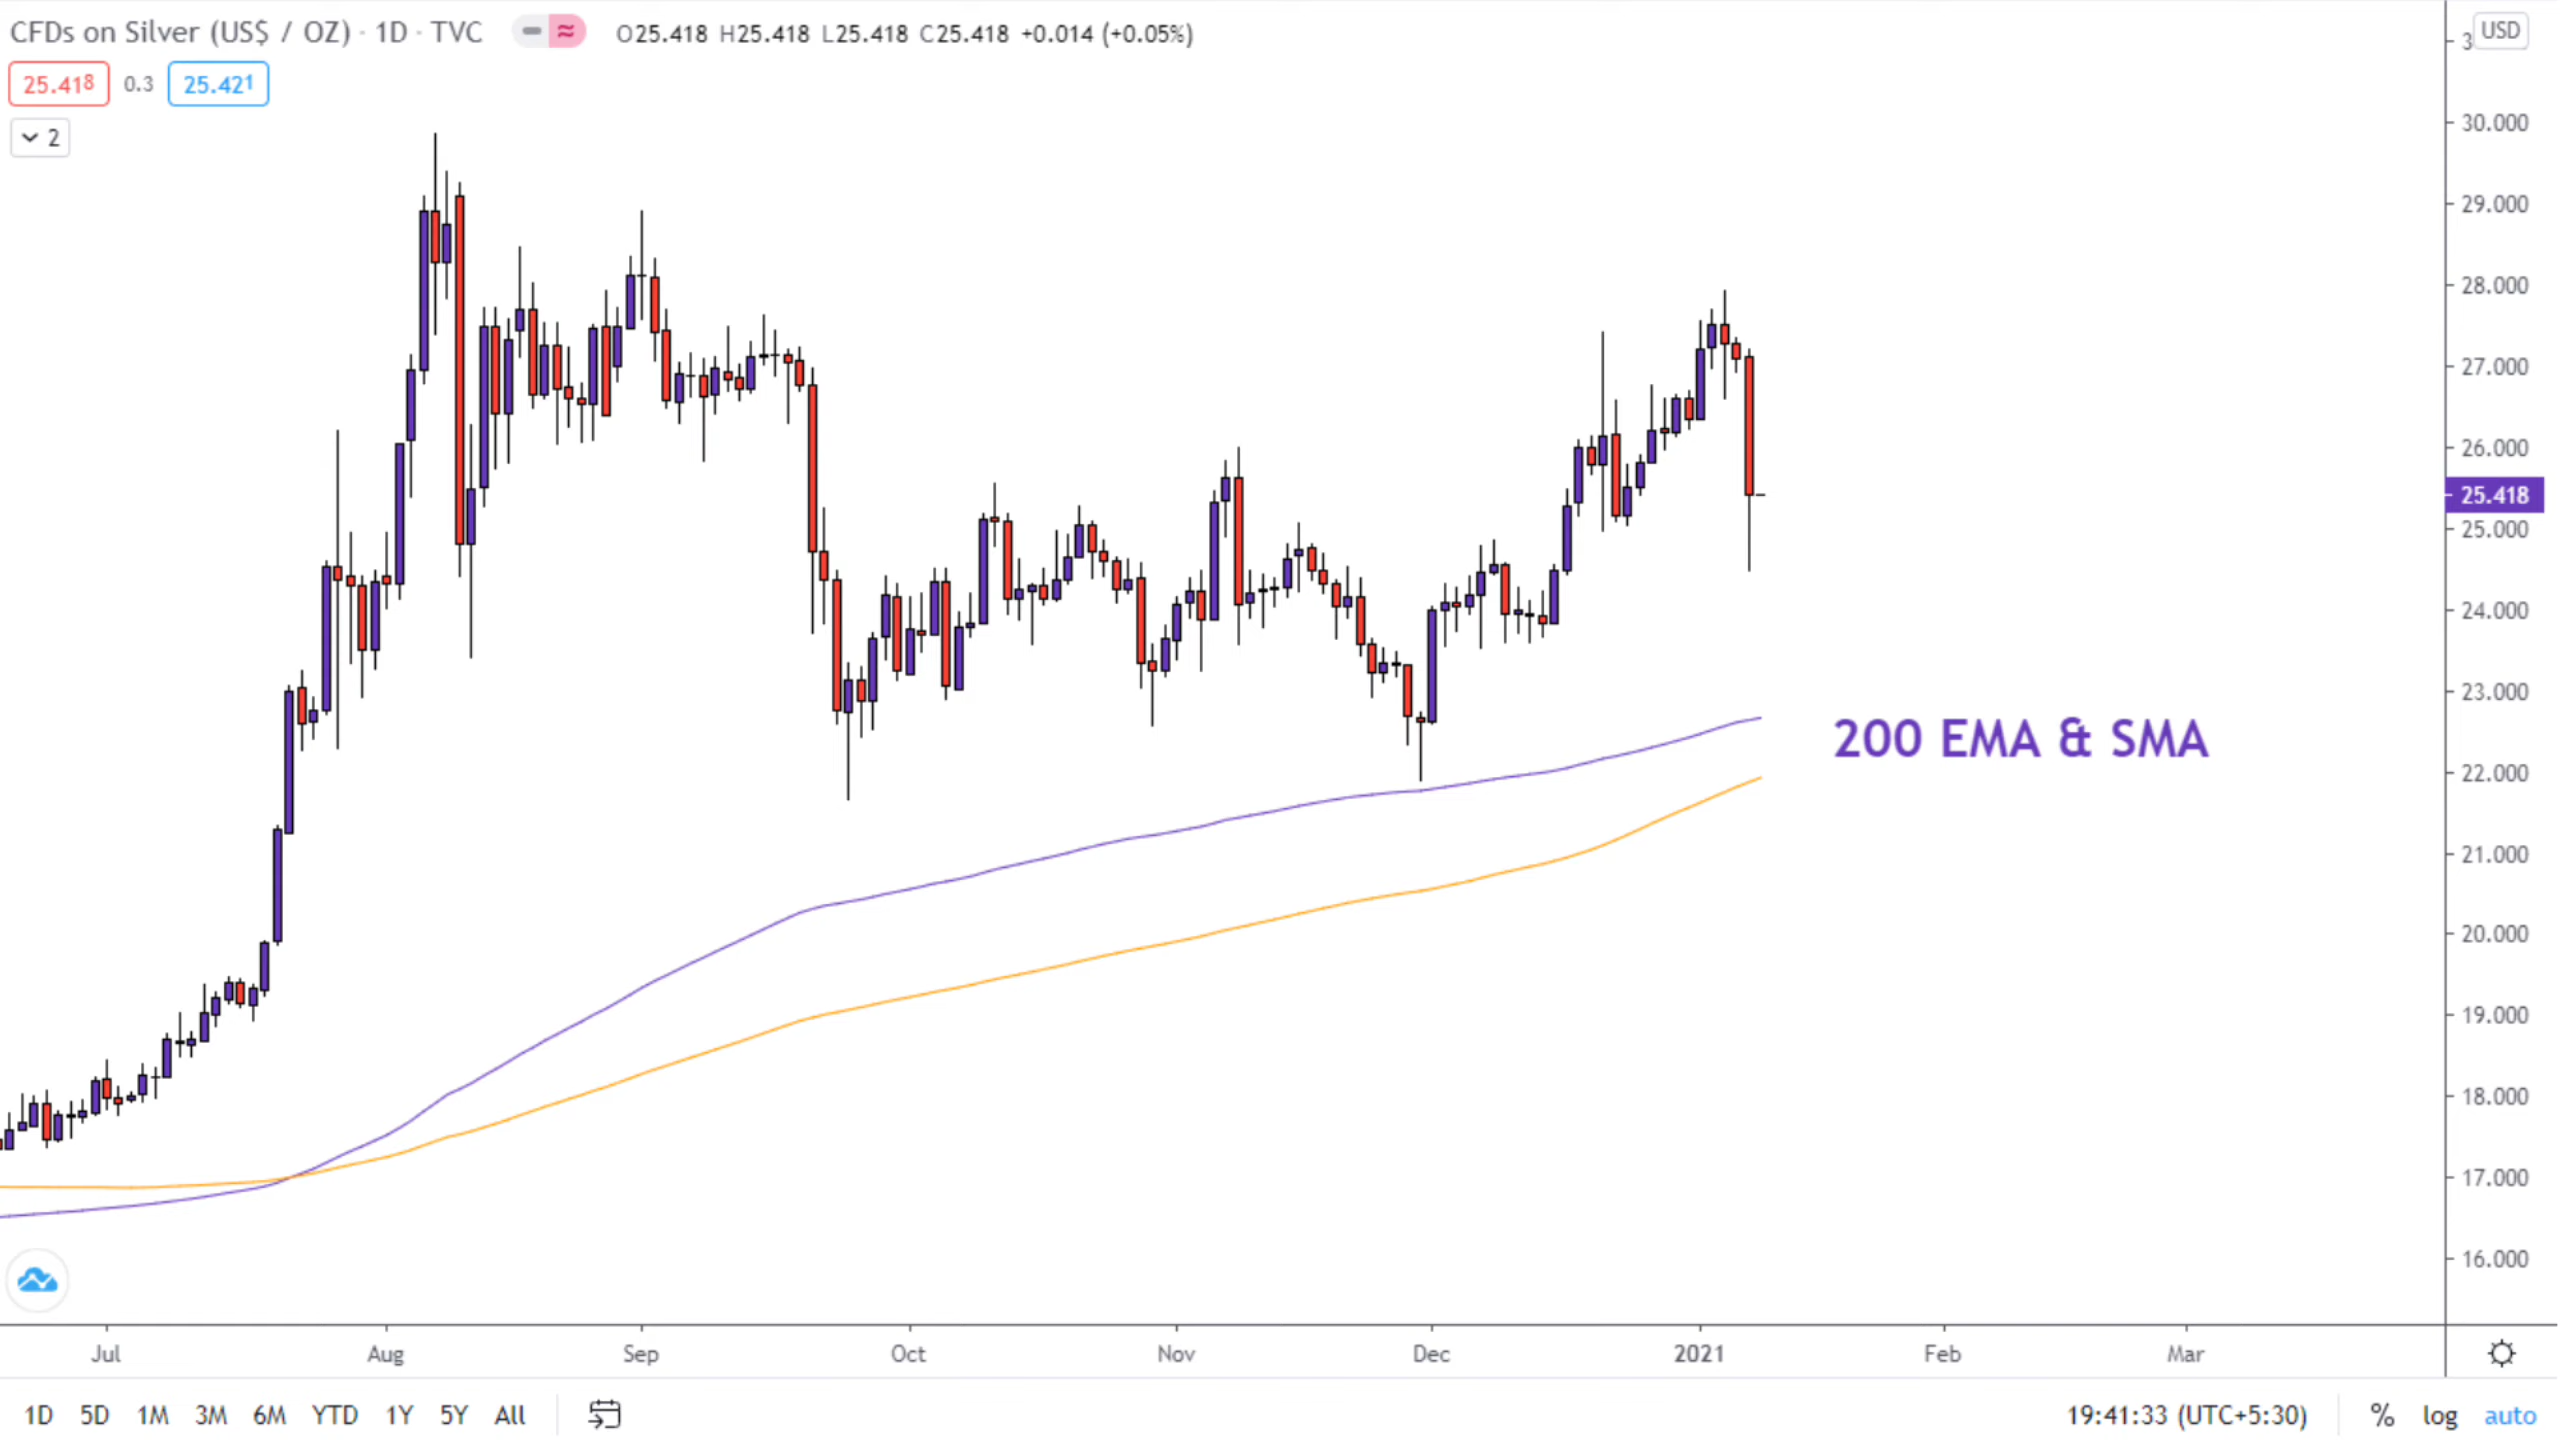 CFDs on Silver (US$ / OZ) · 1D · TVC O25.418 H25.418 L25.418 C25.418 +0.014 (+0.05%)
USD
25.418 0.3 25.421
2
30.000
29.000
28.000
27.000
26.000
25.418
25.000
24.000
23.000
200 EMA & SMA
22.000
21.000
20.000
19.000
18.000
17.000
16.000
Jul Aug Sep Oct Nov Dec 2021 Feb Mar
1D 5D 1M 3M 6M YTD 1Y 5Y All 19:41:33 (UTC+5:30) % log auto